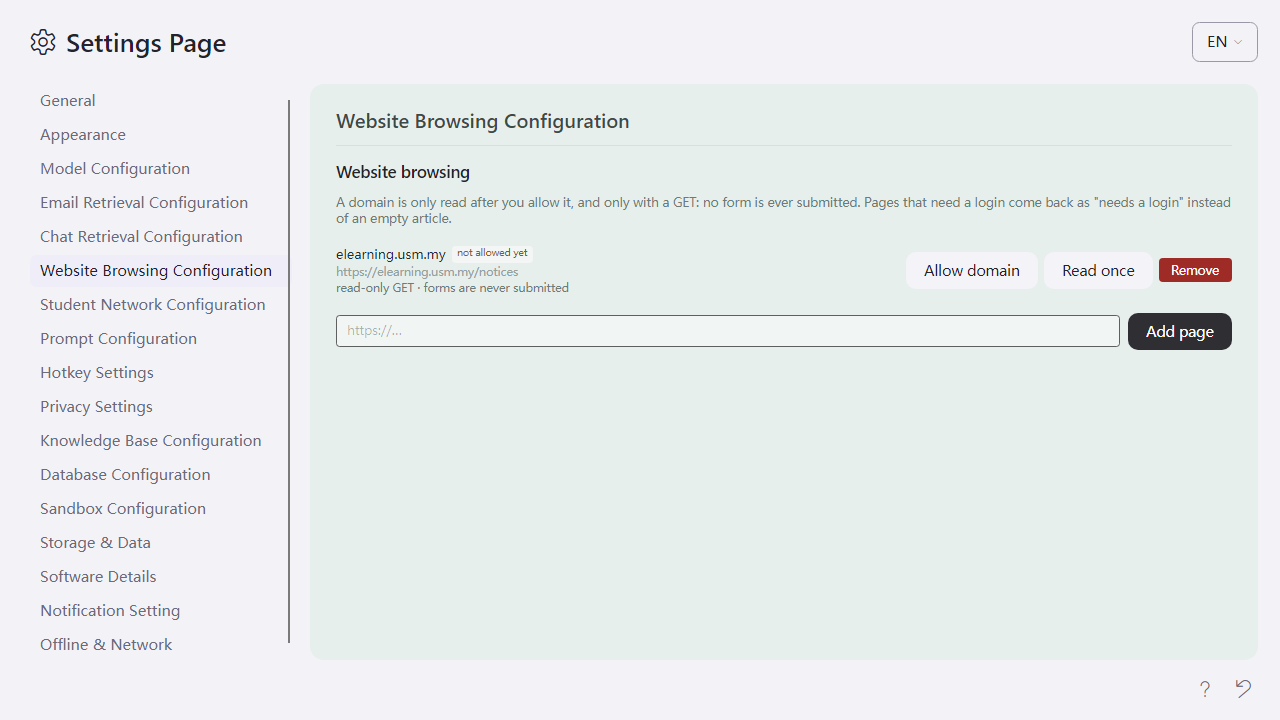 Settings Page
EN
General
Appearance
Model Configuration
Email Retrieval Configuration
Chat Retrieval Configuration
Website Browsing Configuration
Student Network Configuration
Prompt Configuration
Hotkey Settings
Privacy Settings
Knowledge Base Configuration
Database Configuration
Sandbox Configuration
Storage & Data
Software Details
Notification Setting
Offline & Network
Website Browsing Configuration
Website browsing
A domain is only read after you allow it, and only with a GET: no form is ever submitted. Pages that need a login come back as "needs a login" instead
of an empty article.
elearning.usm.my not allowed yet
https://elearning.usm.my/notices
read-only GET · forms are never submitted
Allow domain Read once Remove
https://...
Add page
?